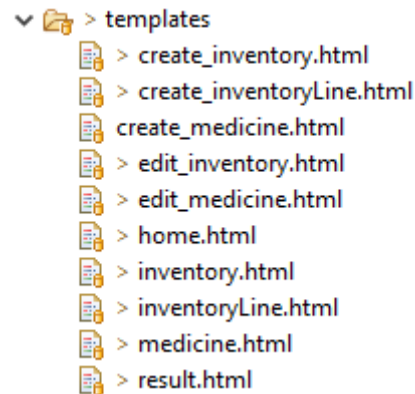 > templates
> create_inventory.html
> create_inventoryLine.html
create_medicine.html
> edit_inventory.html
> edit_medicine.html
> home.html
> inventory.html
> inventoryLine.html
> medicine.html
> result.html